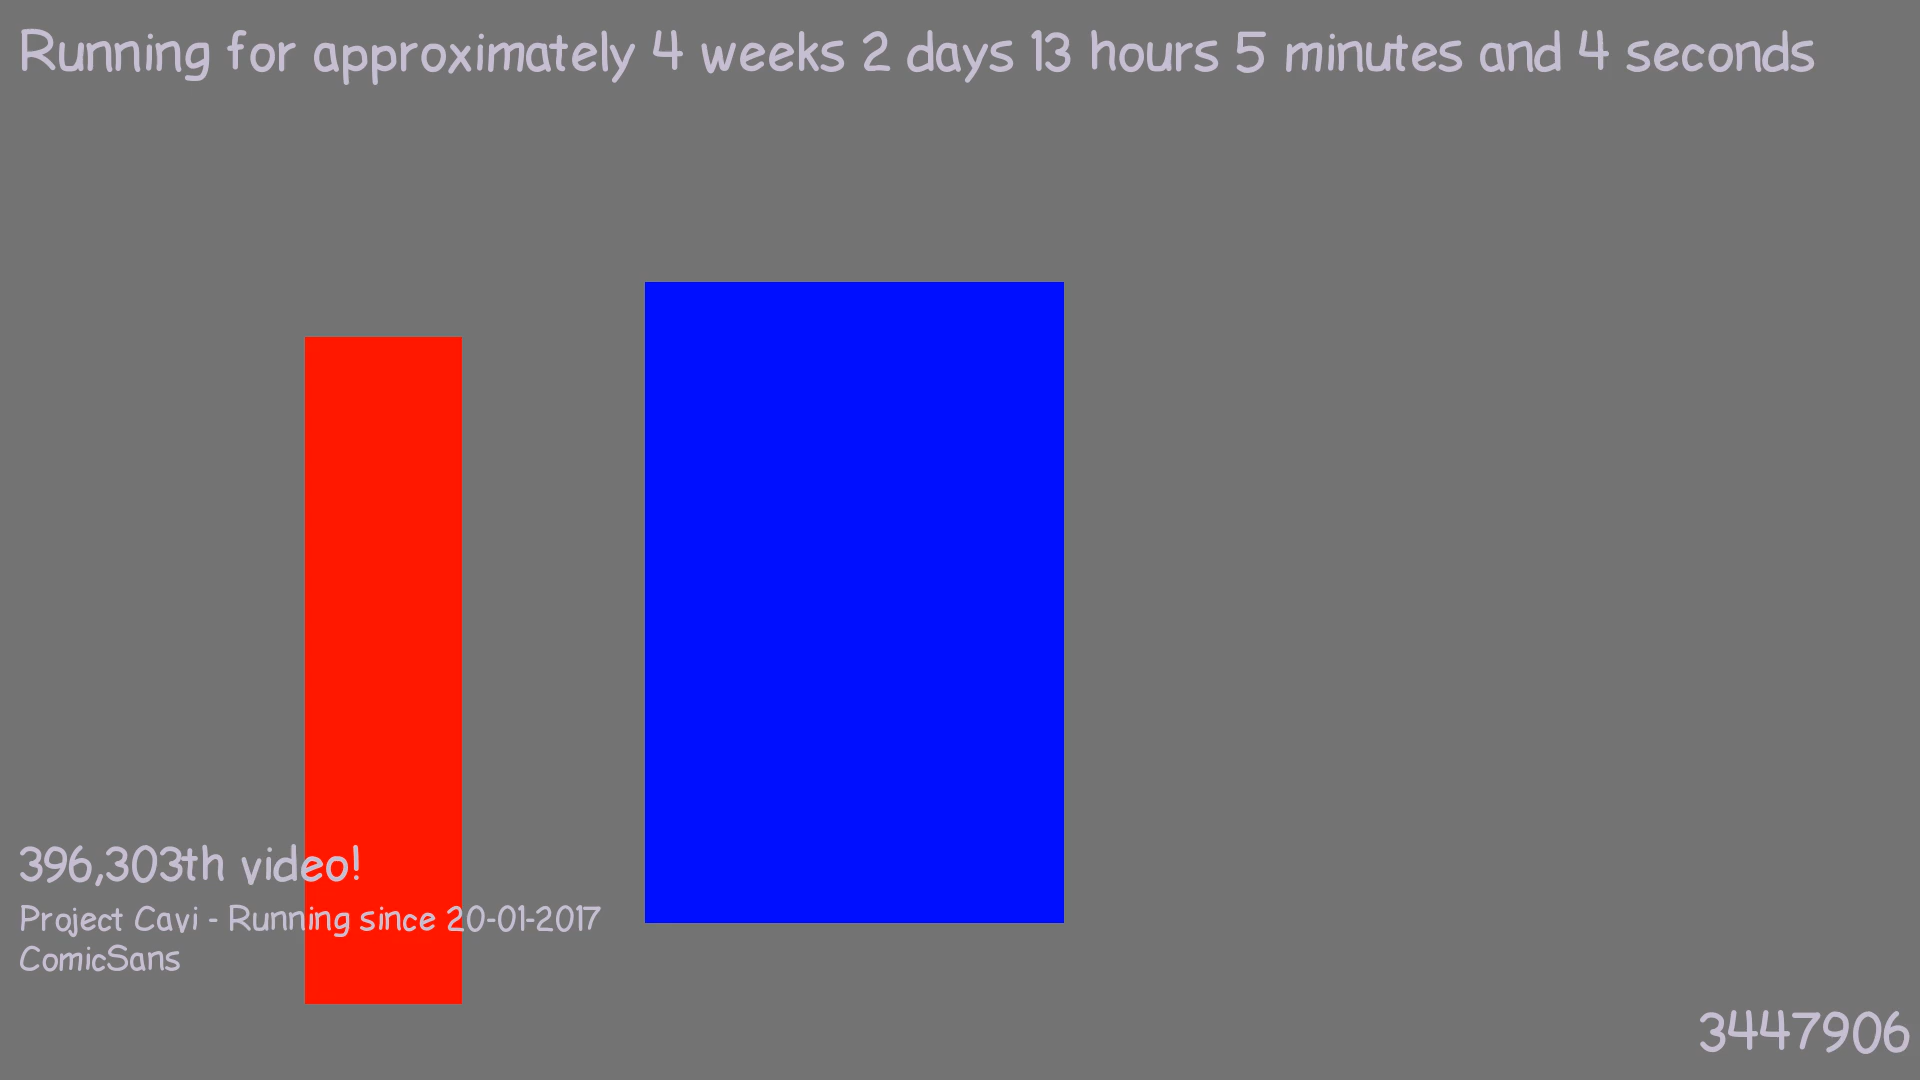 Running for approximately 4 weeks 2 days 13 hours 5 minutes and 4 seconds
396,303th video!
Project Cavi - Running since 20-01-2017
ComicSans
3447906